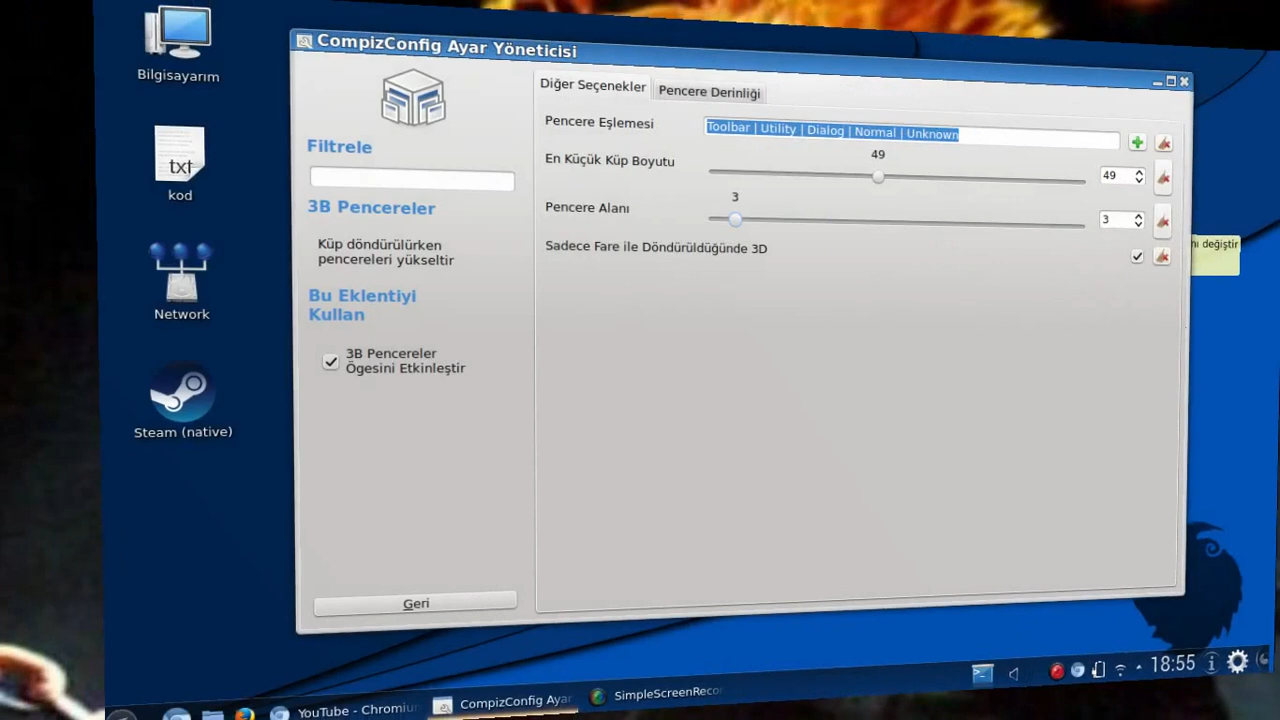 Bilgisayarım
txt
kod
Network
Steam (native)
CompizConfig Ayar Yöneticisi
Filtrele
3B Pencereler
Küp döndürülürken
pencereleri yükseltir
Bu Eklentiyi
Kullan
3B Pencereler
Ögesini Etkinleştir
Geri
Diğer Seçenekler
Pencere Derinliği
Pencere Eşlemesi
Toolbar | Utility | Dialog | Normal | Unknown
En Küçük Küp Boyutu
49
49
Pencere Alanı
3
3
Sadece Fare ile Döndürüldüğünde 3D
değiştir
YouTube - Chromiu
CompizConfig Aya
SimpleScreenReco
18:55